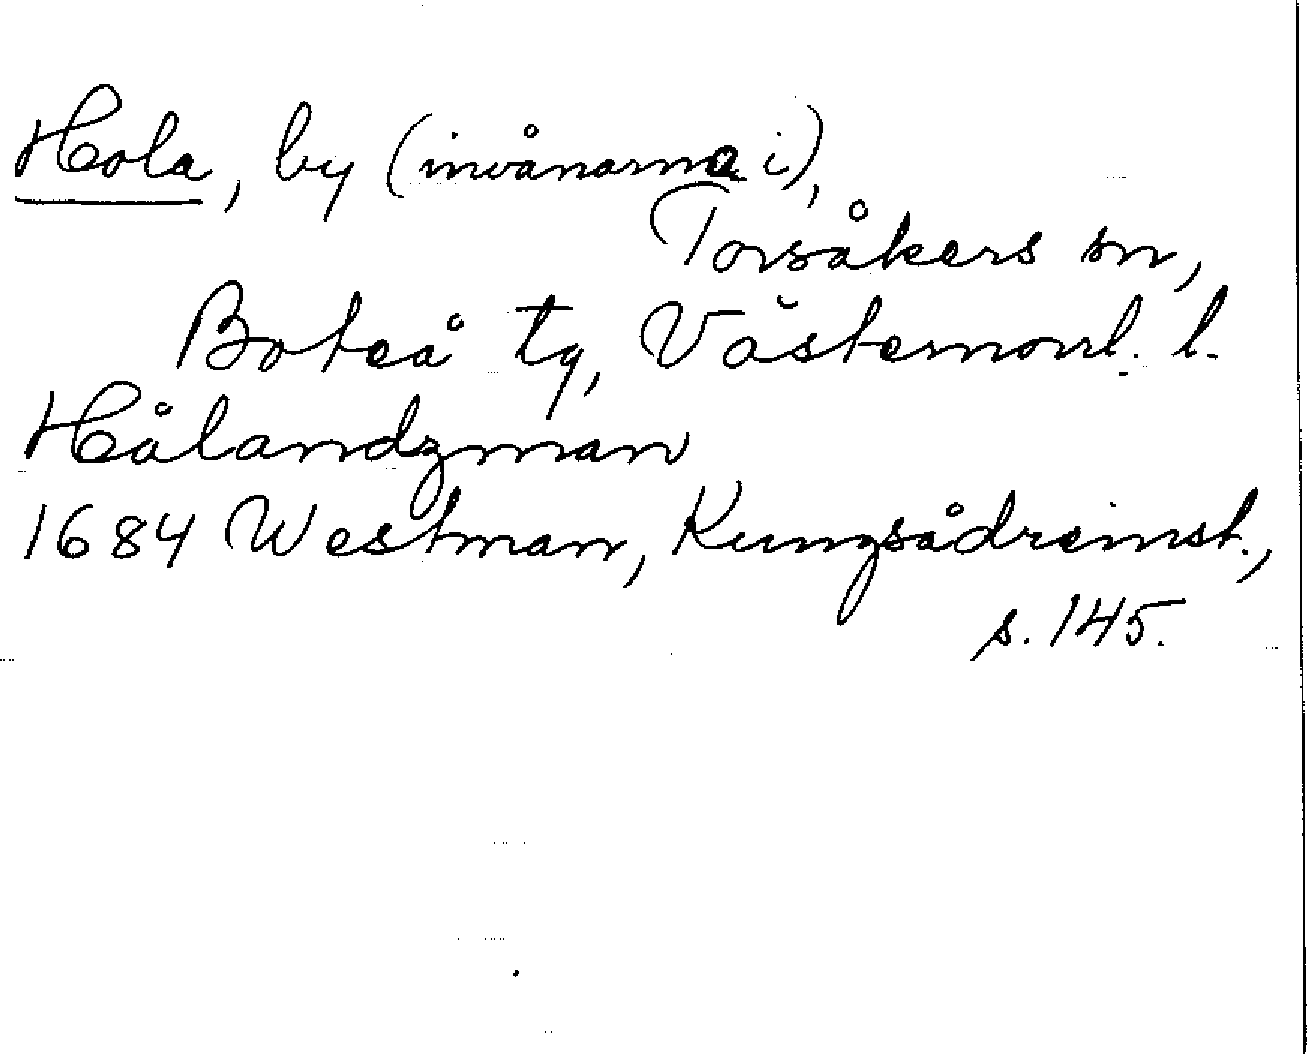 Hola, by (invånarna i),
Torsåkers sn,
Boteå tg, Västernorrl. l.
Hålandzman
1684 Westman, Kungsådreinst.,
s. 145.